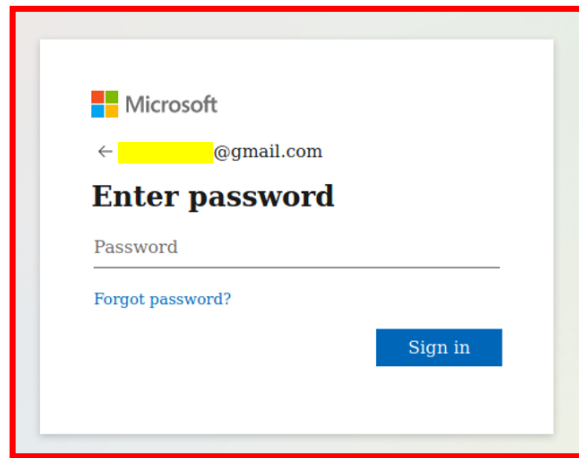 Microsoft
← @gmail.com
Enter password
Password
Forgot password?
Sign in